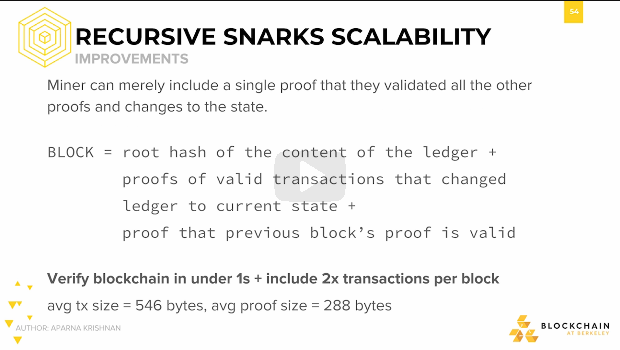 54
RECURSIVE SNARKS SCALABILITY
IMPROVEMENTS
Miner can merely include a single proof that they validated all the other
proofs and changes to the state.
BLOCK = root hash of the content of the ledger +
proofs of valid transactions that changed
ledger to current state +
proof that previous block's proof is valid
Verify blockchain in under 1s + include 2x transactions per block
avg tx size = 546 bytes, avg proof size = 288 bytes
AUTHOR: APARNA KRISHNAN
BLOCKCHAIN
AT BERKELEY